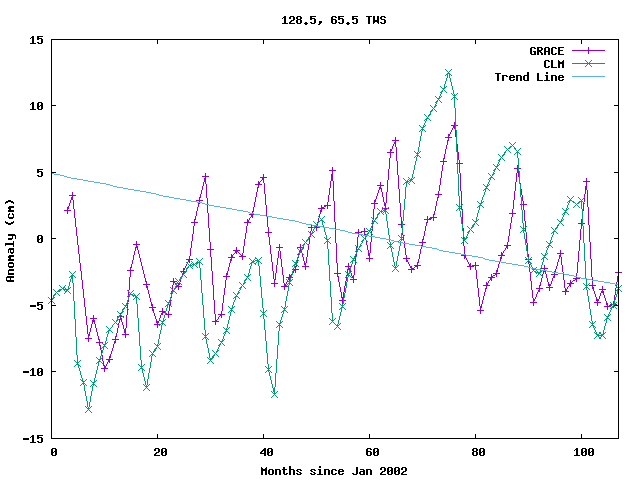 128.5, 65.5 TWS
GRACE
CLM
Trend Line
15
10
5
0
-5
-10
-15
Anomaly (cm)
0 20 40 60 80 100
Months since Jan 2002